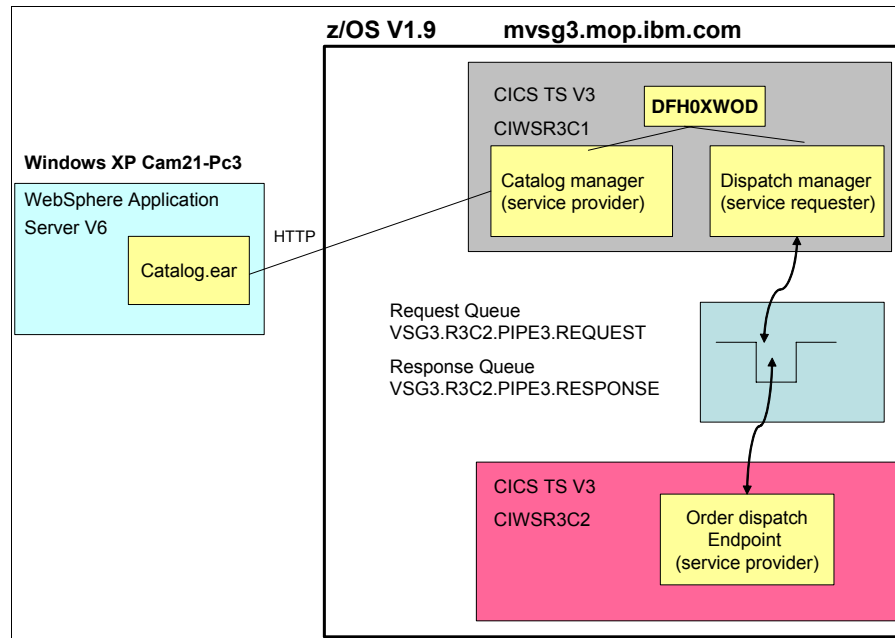 z/OS V1.9 mvsg3.mop.ibm.com
CICS TS V3
CIWSR3C1
DFH0XWOD
Catalog manager
(service provider)
Dispatch manager
(service requester)
Windows XP Cam21-Pc3
WebSphere Application
Server V6
Catalog.ear
HTTP
Request Queue
VSG3.R3C2.PIPE3.REQUEST
Response Queue
VSG3.R3C2.PIPE3.RESPONSE
CICS TS V3
CIWSR3C2
Order dispatch
Endpoint
(service provider)